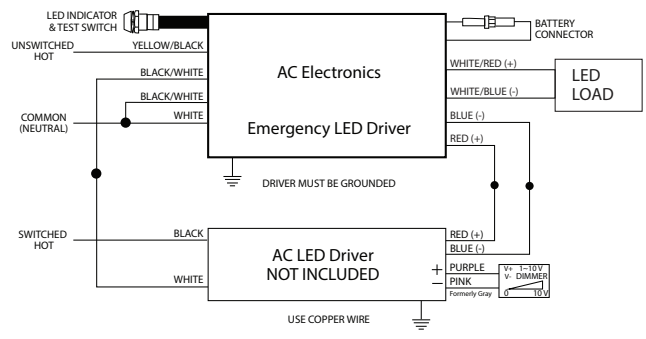 LED INDICATOR
& TEST SWITCH
BATTERY
CONNECTOR
UNSWITCHED
HOT
YELLOW/BLACK
BLACK/WHITE
BLACK/WHITE
COMMON
(NEUTRAL)
WHITE
AC Electronics
Emergency LED Driver
WHITE/RED (+)
WHITE/BLUE (-)
LED
LOAD
BLUE (-)
RED (+)
DRIVER MUST BE GROUNDED
SWITCHED
HOT
BLACK
WHITE
AC LED Driver
NOT INCLUDED
RED (+)
BLUE (-)
+ PURPLE
− PINK
Formerly Gray
V+ 1~10 V
V- DIMMER
0 10 V
USE COPPER WIRE